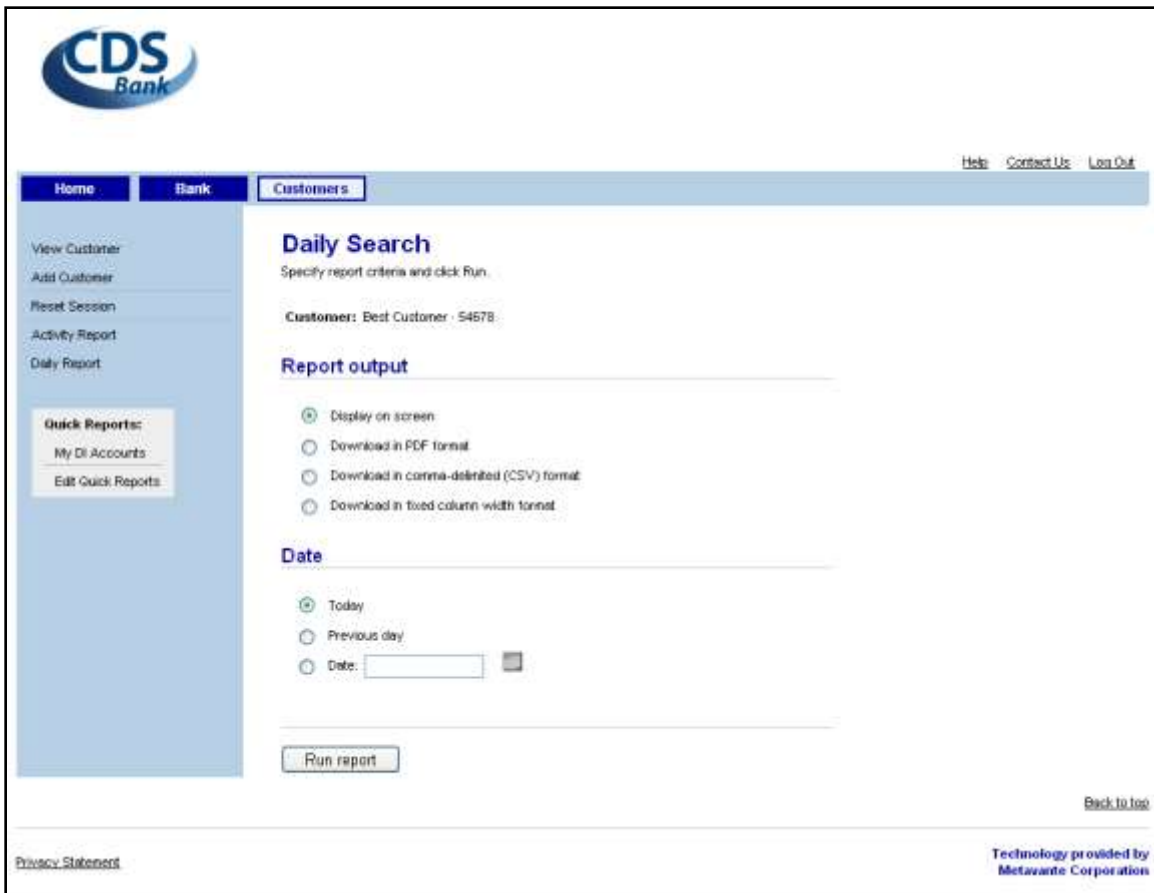 CDS
Bank
Help Contact Us Log Out
Home Bank Customers
View Customer
Add Customer
Reset Session
Activity Report
Daily Report
Quick Reports:
My DI Accounts
Edit Quick Reports
Daily Search
Specify report criteria and click Run.
Customer: Best Customer - 54678
Report output
Display on screen
Download in PDF format
Download in comma-delimited (CSV) format
Download in fixed column width format
Date
Today
Previous day
Date:
Run report
Back to top
Privacy Statement
Technology provided by
Metavante Corporation